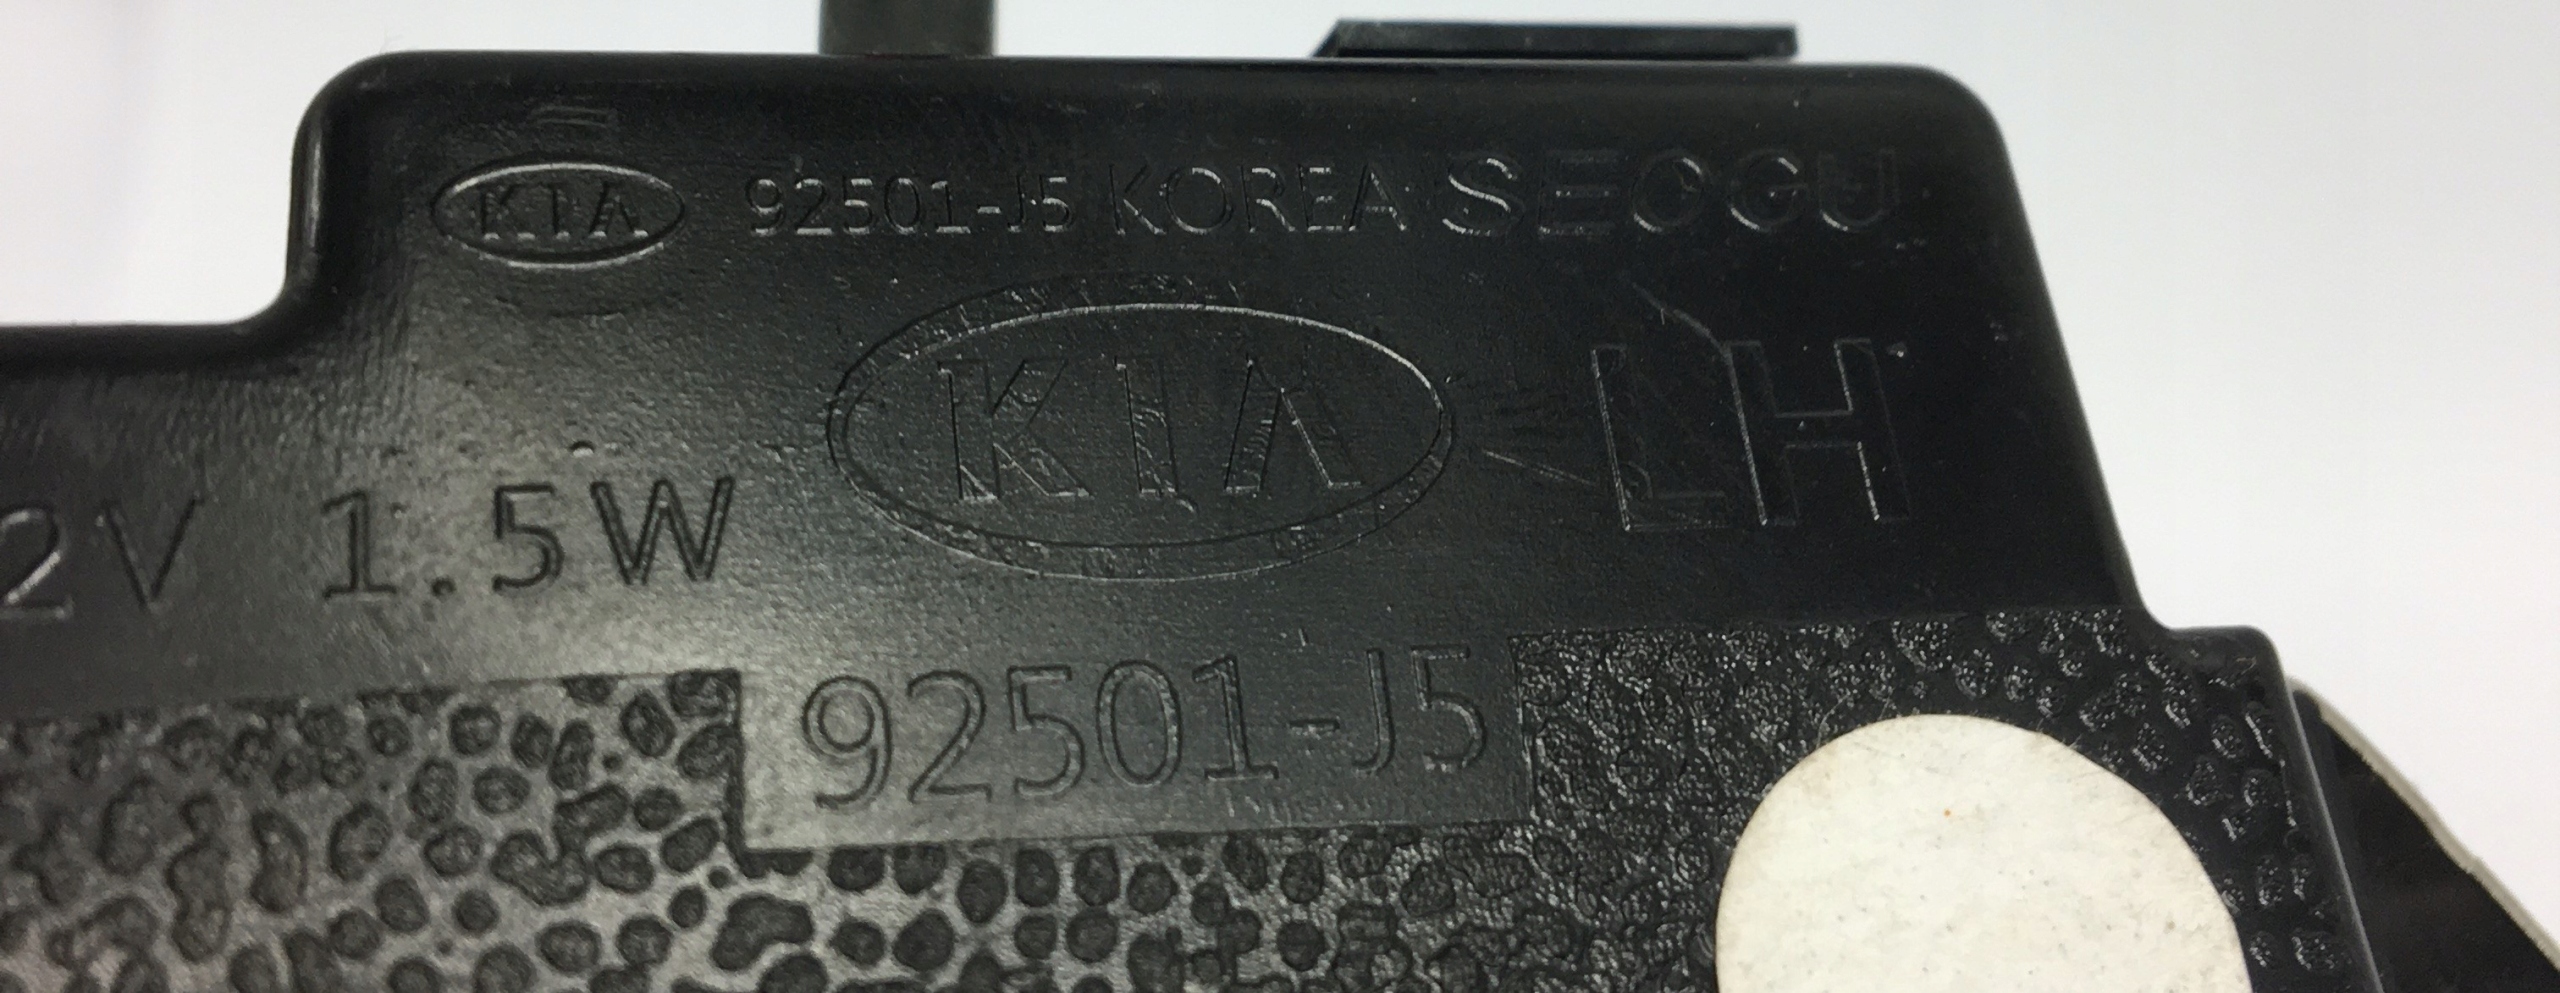 KIA 92501-J5 KOREA SEOGU
KIA LH
2V 1.5W
92501-J5